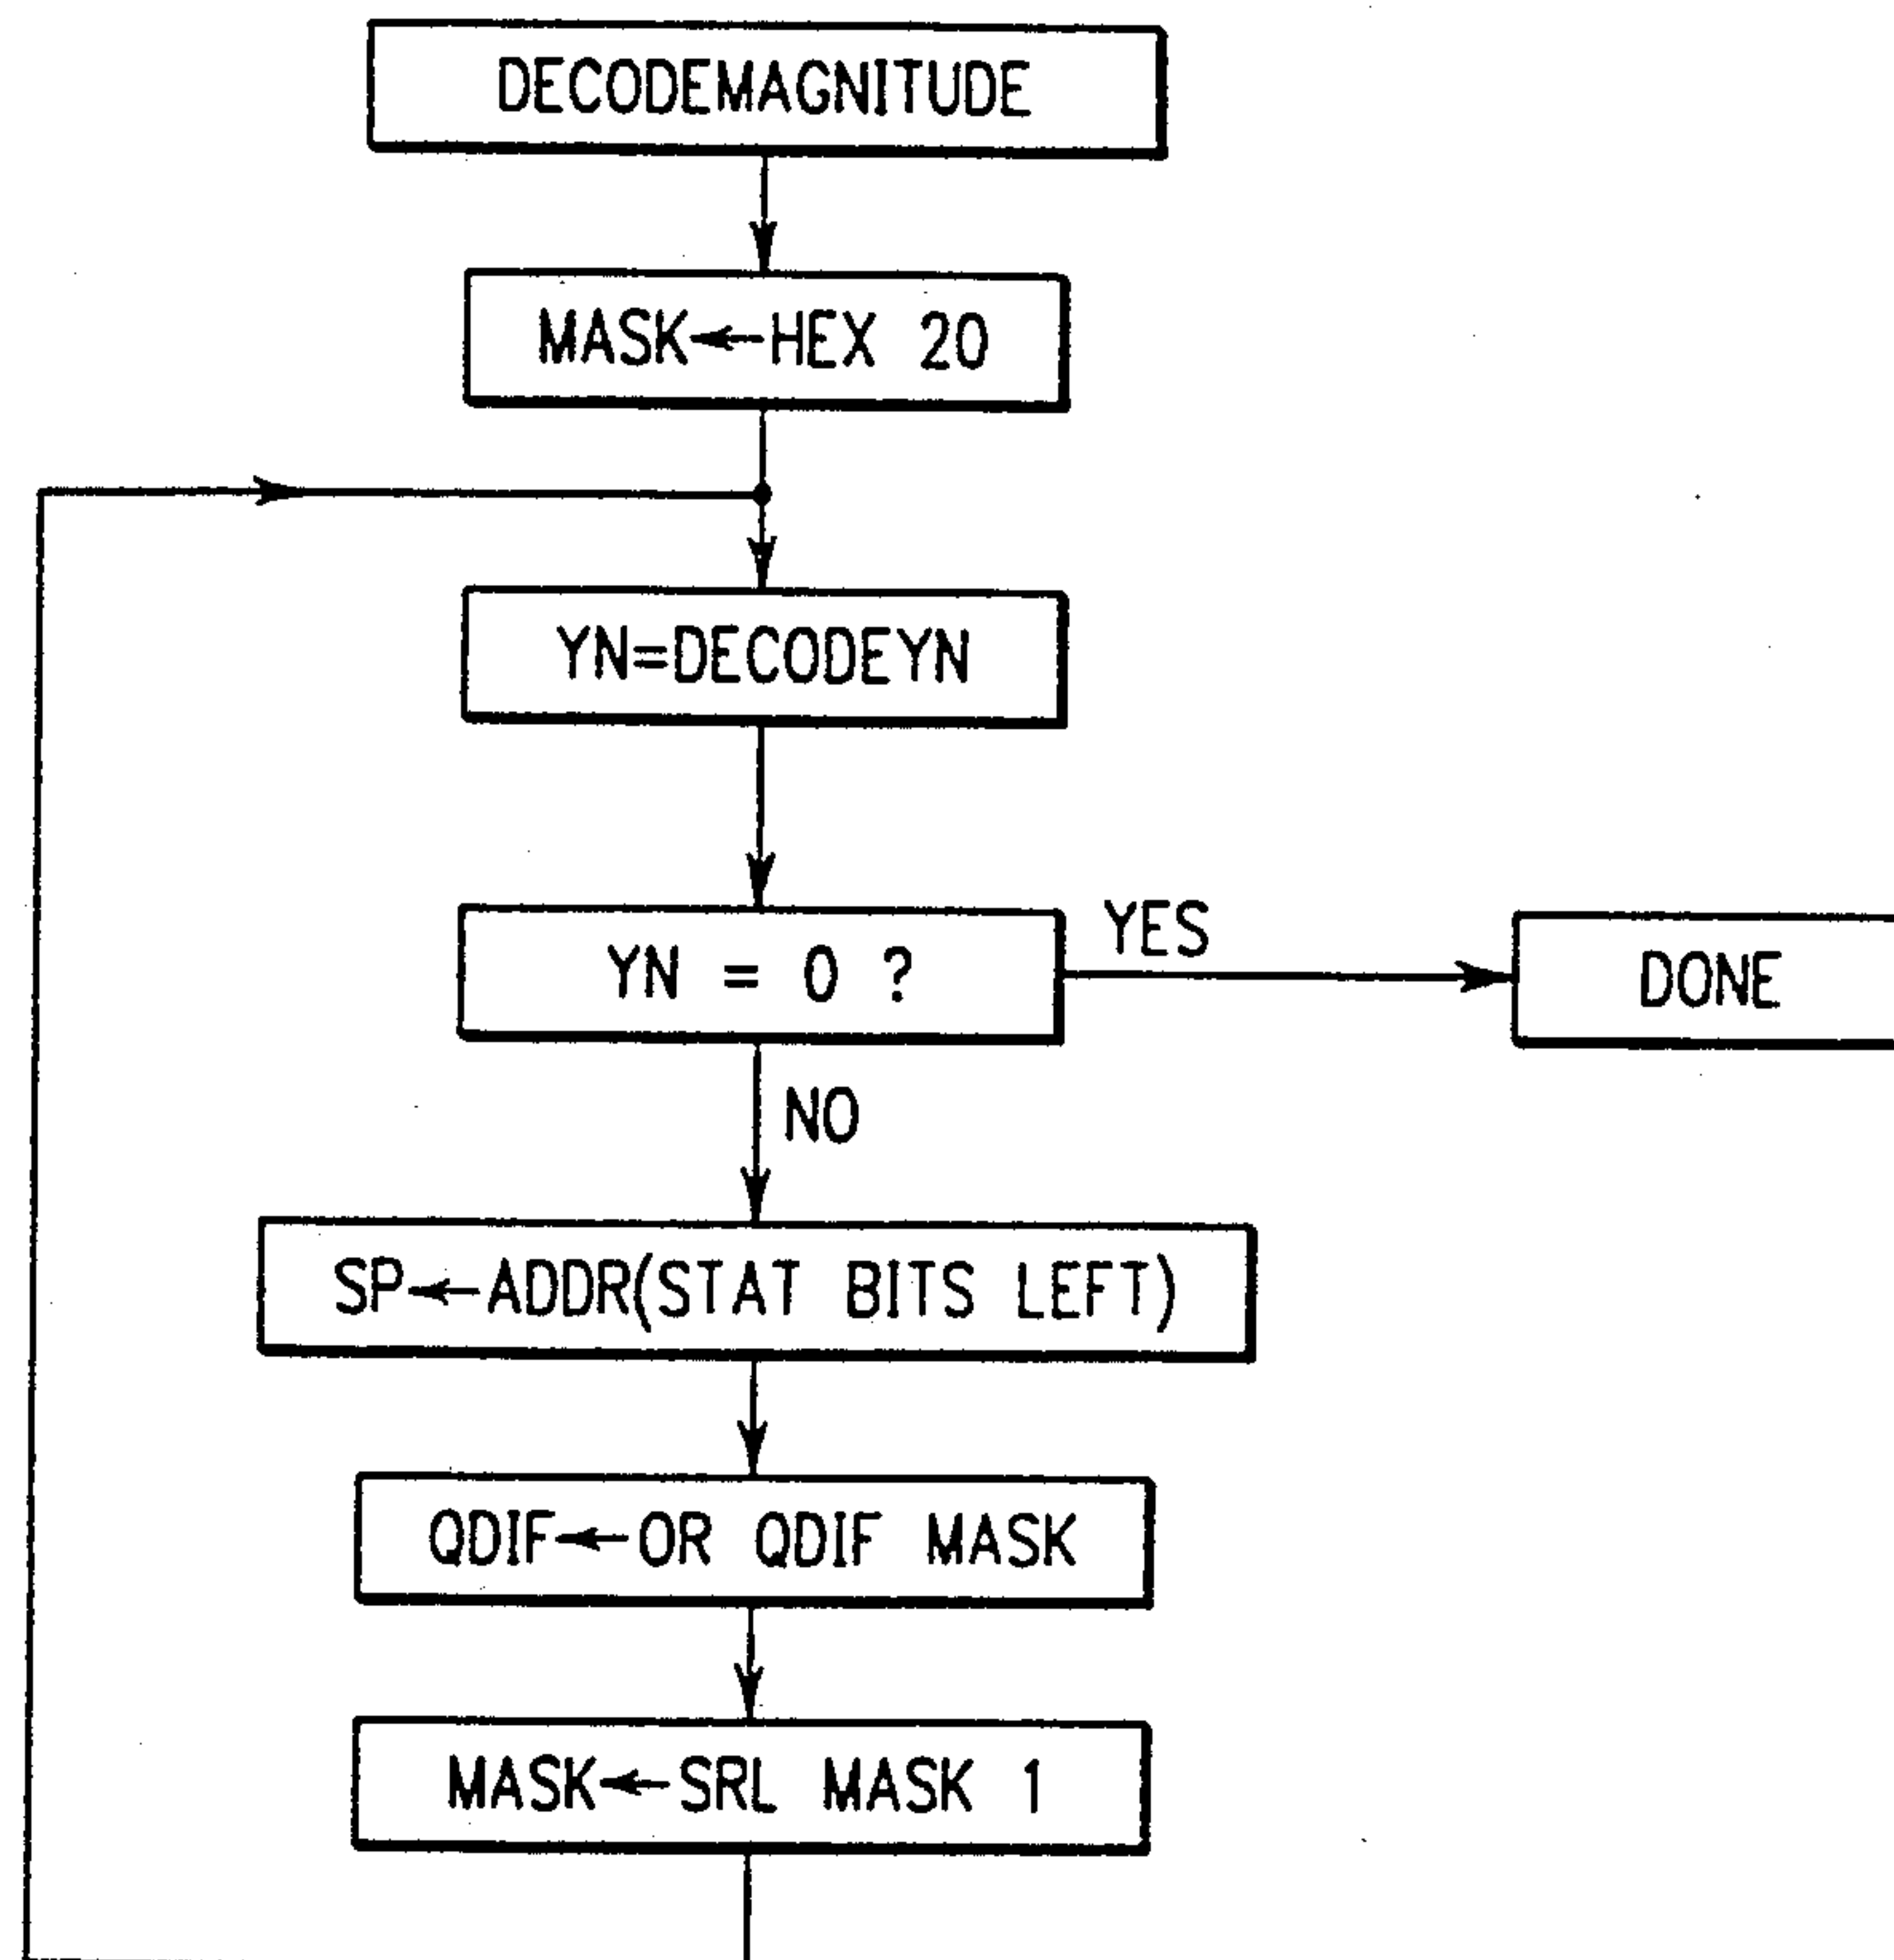 DECODEMAGNITUDE
MASK←HEX 20
YN=DECODEYN
YN = 0 ?
YES
DONE
NO
SP←ADDR(STAT BITS LEFT)
QDIF←OR QDIF MASK
MASK←SRL MASK 1